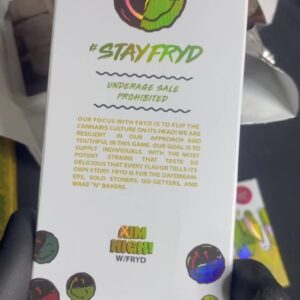 #STAYFRYD
UNDERAGE SALE
PROHIBITED
OUR FOCUS WITH FRYD IS TO FLIP THE
CANNABIS CULTURE ON ITS HEAD! WE ARE
RESILIENT IN OUR APPROACH AND
YOUTHFUL IN THIS GAME. OUR GOAL IS TO
SUPPLY INDIVIDUALS WITH THE MOST
POTENT STRAINS THAT TASTE SO
DELICIOUS THAT EVERY FLAVOR TELLS ITS
OWN STORY. FRYD IS FOR THE DAYDREAM-
ERS, SOLD STONERS, GO-GETTERS, AND
WAKE "N" BAKERS.
AIM
HIGH!
W/FRYD